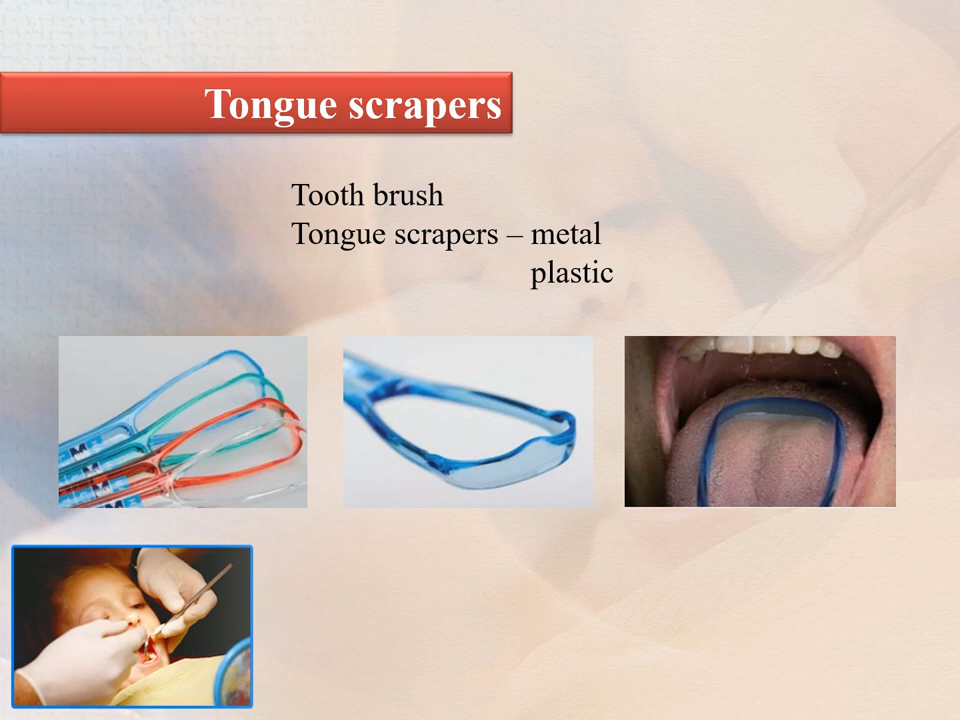 Tongue scrapers
Tooth brush
Tongue scrapers – metal
plastic